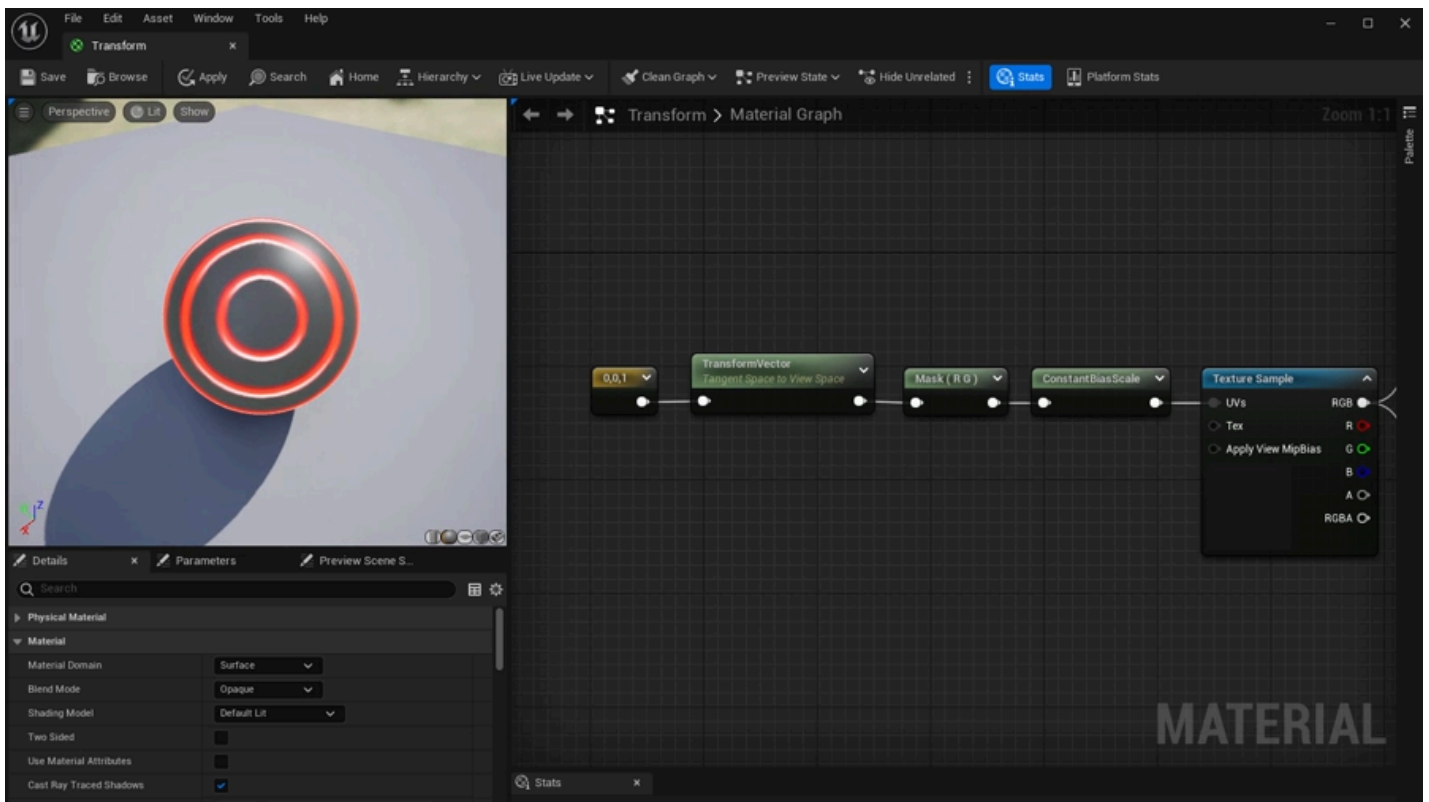 File Edit Asset Window Tools Help
Transform
Save Browse Apply Search Home Hierarchy Live Update Clean Graph Preview State Hide Unrelated Stats Platform Stats
Perspective Lit Show
Transform > Material Graph
Zoom 1:1
Palette
0,0,1
TransformVector
Tangent Space to View Space
Mask ( R G )
ConstantBiasScale
Texture Sample
UVs RGB
Tex R
Apply View MipBias G
B
A
RGBA
Z
X
Details Parameters Preview Scene S...
Search
Physical Material
Material
Material Domain Surface
Blend Mode Opaque
Shading Model Default Lit
Two Sided
Use Material Attributes
Cast Ray Traced Shadows
MATERIAL
Stats